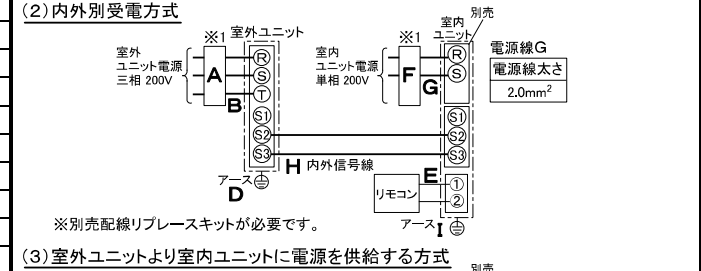 (2)内外別受電方式
別売
※1 室外ユニット
室外
ユニット電源
三相 200V
A
B
R
S
T
S1
S2
S3
アース
D
※1
室内
ユニット
室内
ユニット電源
単相 200V
F
G
R
S
S1
S2
S3
H 内外信号線
E
リモコン
①
②
アース I
電源線G
電源線太さ
2.0mm²
※別売配線リプレースキットが必要です。
(3)室外ユニットより室内ユニットに電源を供給する方式
別売